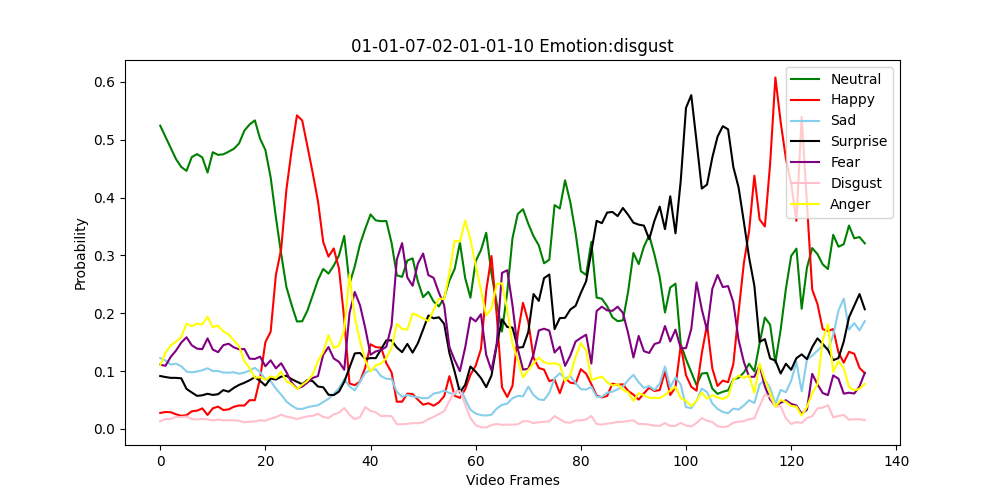 01-01-07-02-01-01-10 Emotion:disgust
Probability
0.6
0.5
0.4
0.3
0.2
0.1
0.0
Neutral
Happy
Sad
Surprise
Fear
Disgust
Anger
0 20 40 60 80 100 120 140
Video Frames